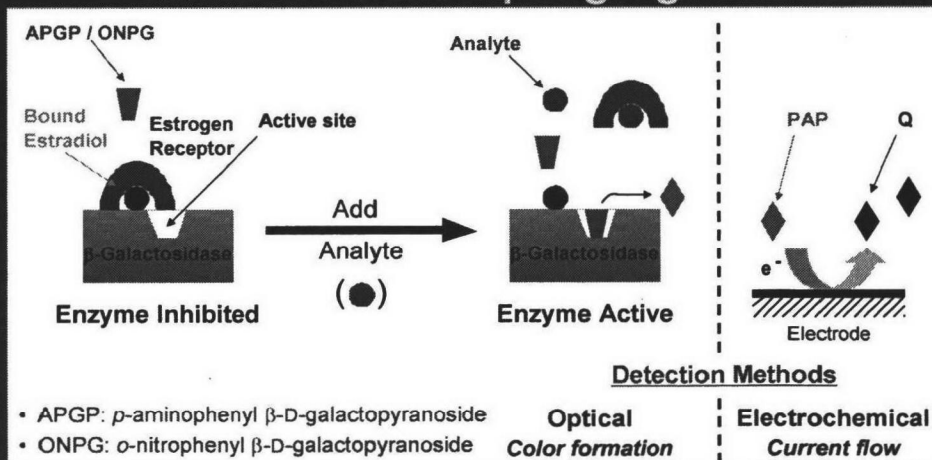 APGP / ONPG
Bound
Estradiol
Estrogen
Receptor
Active site
β-Galactosidase
Enzyme Inhibited
Add
Analyte
( )
Analyte
β-Galactosidase
Enzyme Active
PAP
Q
e⁻
Electrode
Detection Methods
• APGP: p-aminophenyl β-D-galactopyranoside
• ONPG: o-nitrophenyl β-D-galactopyranoside
Optical
Color formation
Electrochemical
Current flow